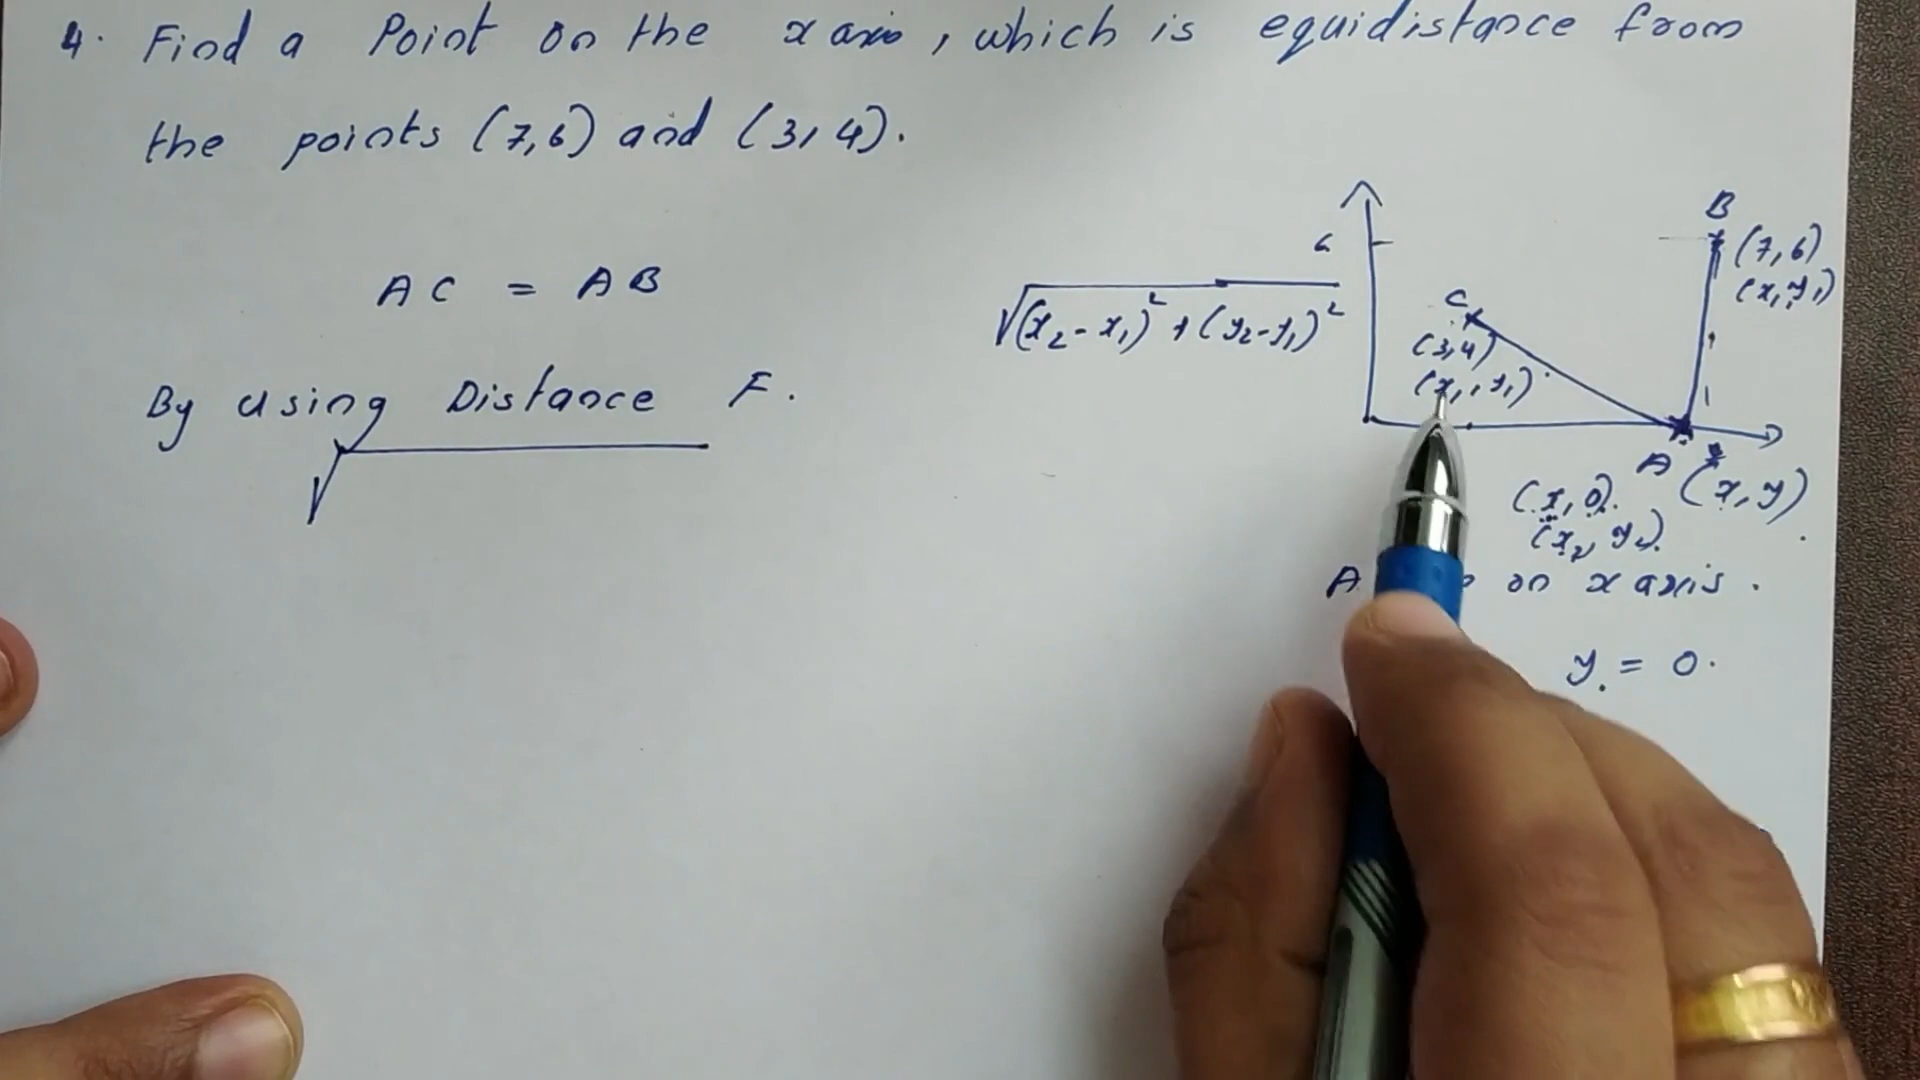 4. Find a Point on the x axis, which is equidistance from
the points (7,6) and (3,4).
AC = AB
By using Distance F.
√
√(x₂-x₁)² + (y₂-y₁)²
6
B
(7,6)
(x₁,y₁)
C
(3,4)
(x₁,y₁)
A (x,y)
(x,0).
(x₂,y₂).
A on x axis.
y = 0.